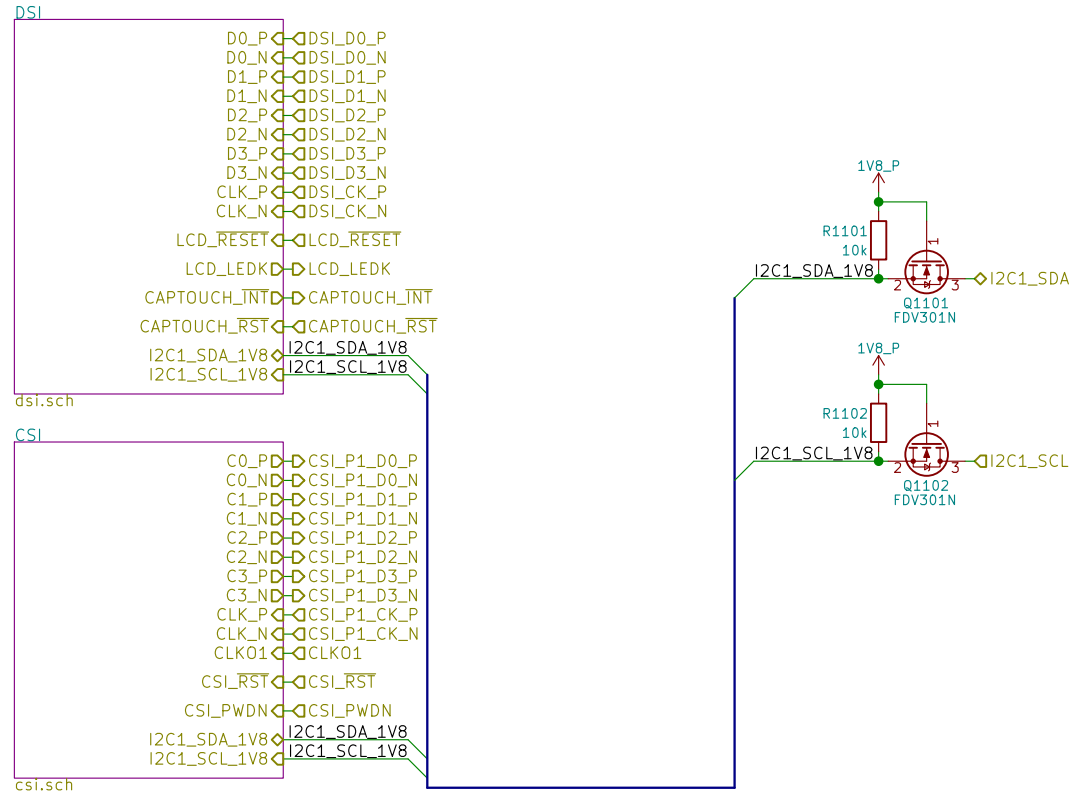 DSI
D0_P DSI_D0_P
D0_N DSI_D0_N
D1_P DSI_D1_P
D1_N DSI_D1_N
D2_P DSI_D2_P
D2_N DSI_D2_N
D3_P DSI_D3_P
D3_N DSI_D3_N
CLK_P DSI_CK_P
CLK_N DSI_CK_N
LCD_RESET LCD_RESET
LCD_LEDK LCD_LEDK
CAPTOUCH_INT CAPTOUCH_INT
CAPTOUCH_RST CAPTOUCH_RST
I2C1_SDA_1V8 I2C1_SDA_1V8
I2C1_SCL_1V8 I2C1_SCL_1V8
dsi.sch
CSI
C0_P CSI_P1_D0_P
C0_N CSI_P1_D0_N
C1_P CSI_P1_D1_P
C1_N CSI_P1_D1_N
C2_P CSI_P1_D2_P
C2_N CSI_P1_D2_N
C3_P CSI_P1_D3_P
C3_N CSI_P1_D3_N
CLK_P CSI_P1_CK_P
CLK_N CSI_P1_CK_N
CLKO1 CLKO1
CSI_RST CSI_RST
CSI_PWDN CSI_PWDN
I2C1_SDA_1V8 I2C1_SDA_1V8
I2C1_SCL_1V8 I2C1_SCL_1V8
csi.sch
1V8_P
R1101
10k
1
I2C1_SDA_1V8
2 3
I2C1_SDA
Q1101
FDV301N
1V8_P
R1102
10k
1
I2C1_SCL_1V8
2 3
I2C1_SCL
Q1102
FDV301N